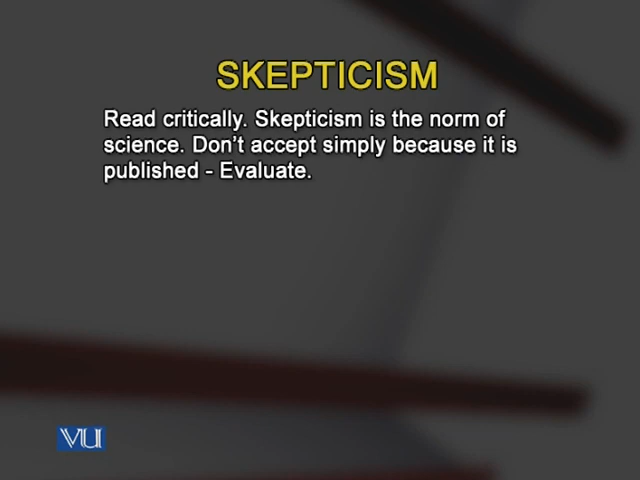 SKEPTICISM
Read critically. Skepticism is the norm of
science. Don't accept simply because it is
published - Evaluate.
VU